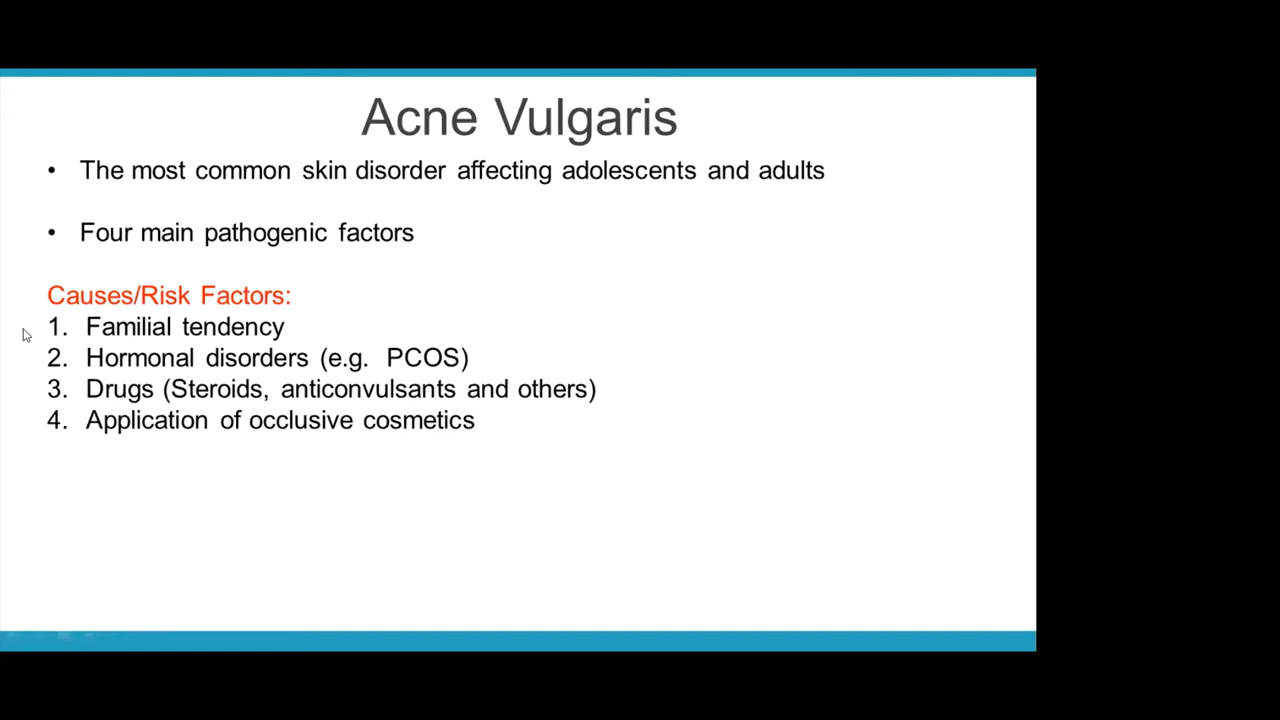 Acne Vulgaris
• The most common skin disorder affecting adolescents and adults
• Four main pathogenic factors
Causes/Risk Factors:
1. Familial tendency
2. Hormonal disorders (e.g. PCOS)
3. Drugs (Steroids, anticonvulsants and others)
4. Application of occlusive cosmetics